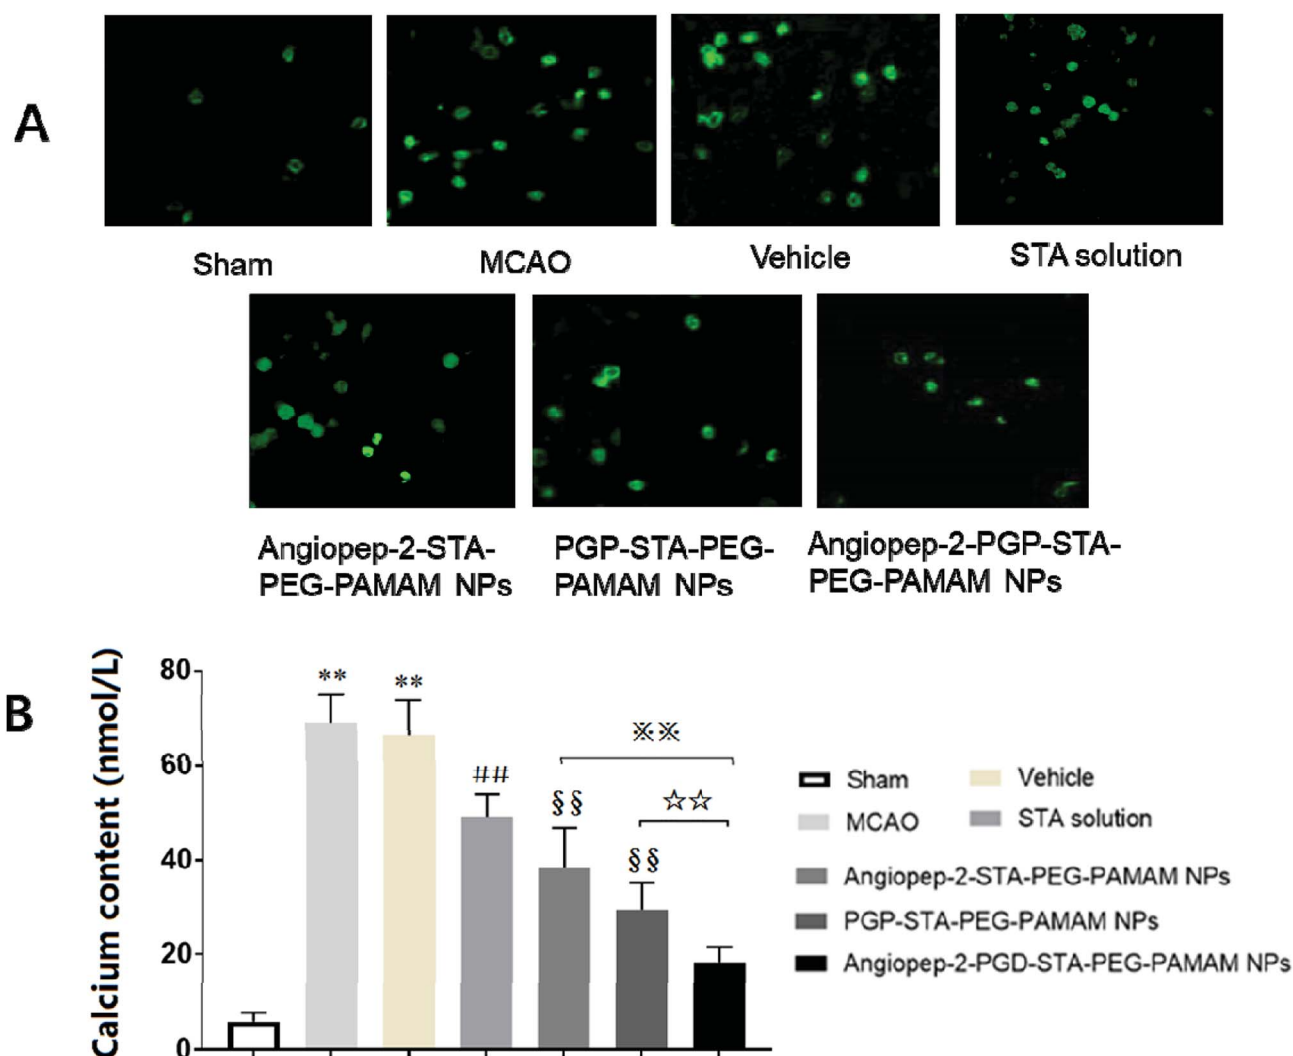 A
Sham
MCAO
Vehicle
STA solution
Angiopep-2-STA-
PEG-PAMAM NPs
PGP-STA-PEG-
PAMAM NPs
Angiopep-2-PGP-STA-
PEG-PAMAM NPs
B
Calcium content (nmol/L)
80
60
40
20
0
**
**
##
§§
§§
※※
☆☆
Sham
Vehicle
MCAO
STA solution
Angiopep-2-STA-PEG-PAMAM NPs
PGP-STA-PEG-PAMAM NPs
Angiopep-2-PGD-STA-PEG-PAMAM NPs